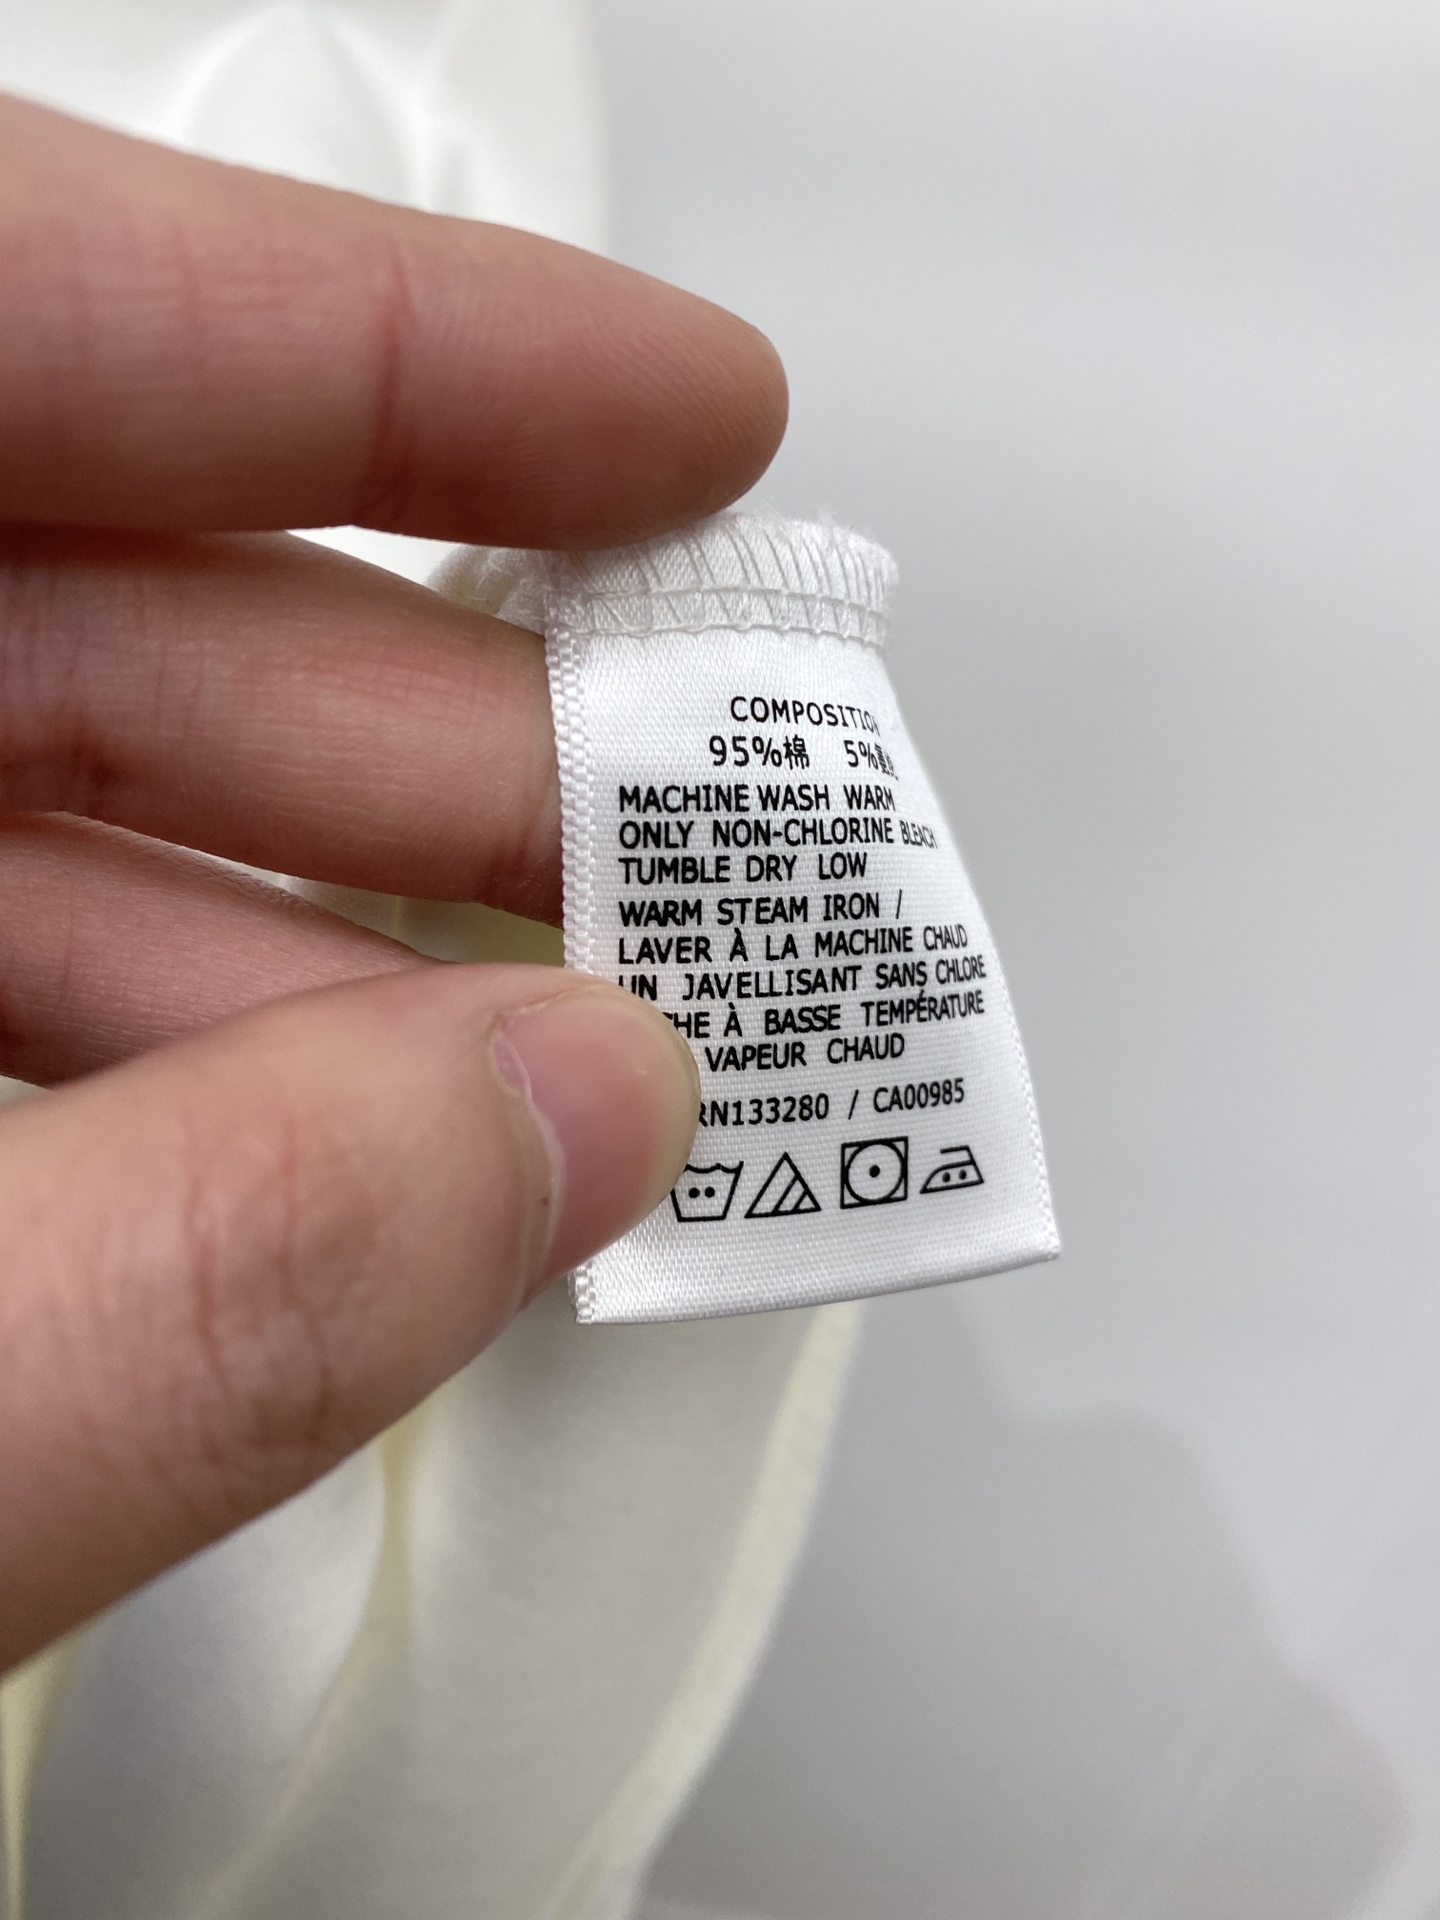 COMPOSITION
95%棉 5%
MACHINE WASH WARM
ONLY NON-CHLORINE BLEACH
TUMBLE DRY LOW
WARM STEAM IRON /
LAVER À LA MACHINE CHAUD
UN JAVELLISANT SANS CHLORE
À BASSE TEMPÉRATURE
VAPEUR CHAUD
RN133280 / CA00985